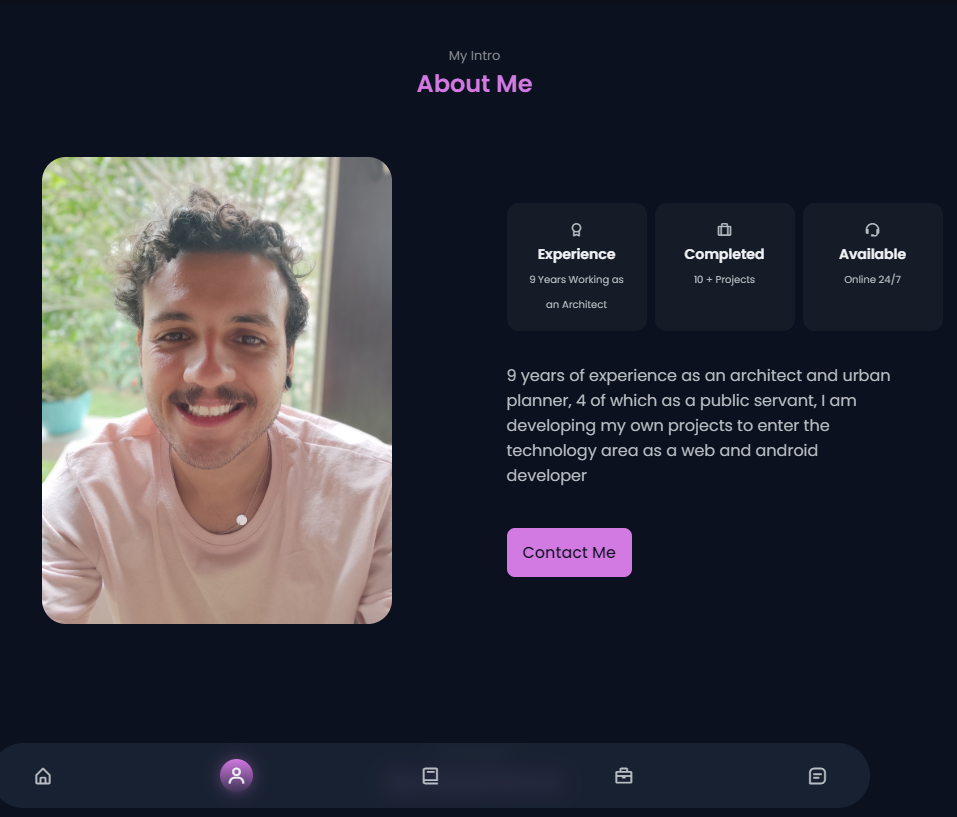 My Intro
About Me
Experience
9 Years Working as
an Architect
Completed
10 + Projects
Available
Online 24/7
9 years of experience as an architect and urban
planner, 4 of which as a public servant, I am
developing my own projects to enter the
technology area as a web and android
developer
Contact Me